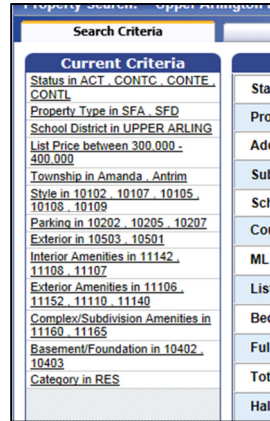 Property Search: Upper Arlington
Search Criteria
Current Criteria
Status in ACT , CONTC , CONTE ,
CONTL
Property Type in SFA , SFD
School District in UPPER ARLING
List Price between 300.000 -
400.000
Township in Amanda , Antrim
Style in 10102 , 10107 , 10105 ,
10108 , 10109
Parking in 10202 , 10205 , 10207
Exterior in 10503 , 10501
Interior Amenities in 11142 ,
11108 , 11107
Exterior Amenities in 11106 ,
11152 , 11110 , 11140
Complex/Subdivision Amenities in
11160 , 11165
Basement/Foundation in 10402 ,
10403
Category in RES
Sta
Pro
Add
Sub
Sch
Cou
ML
List
Bed
Full
Tot
Hal